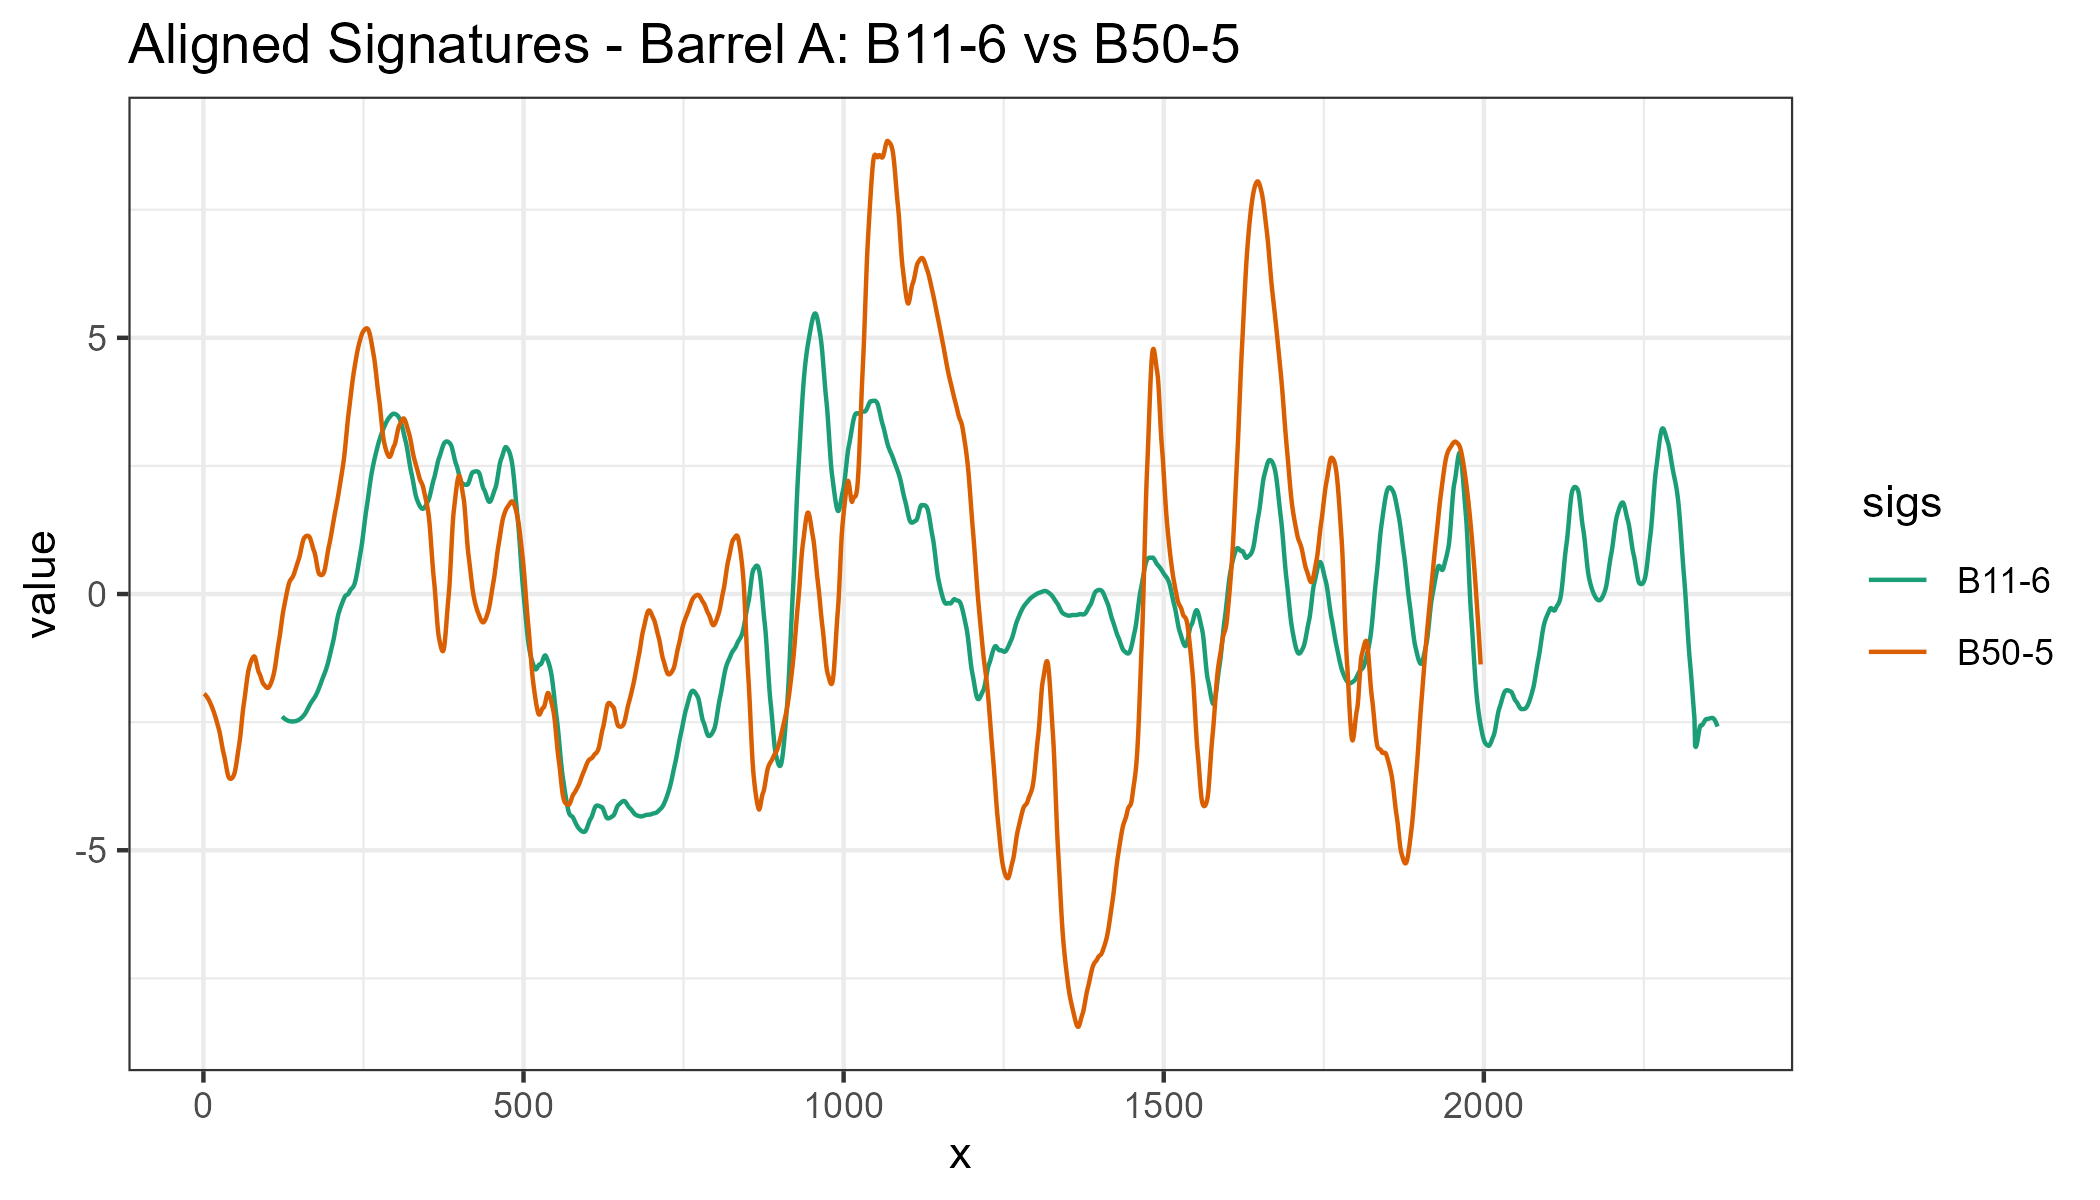 Aligned Signatures - Barrel A: B11-6 vs B50-5
value
5
0
-5
0 500 1000 1500 2000
x
sigs
B11-6
B50-5